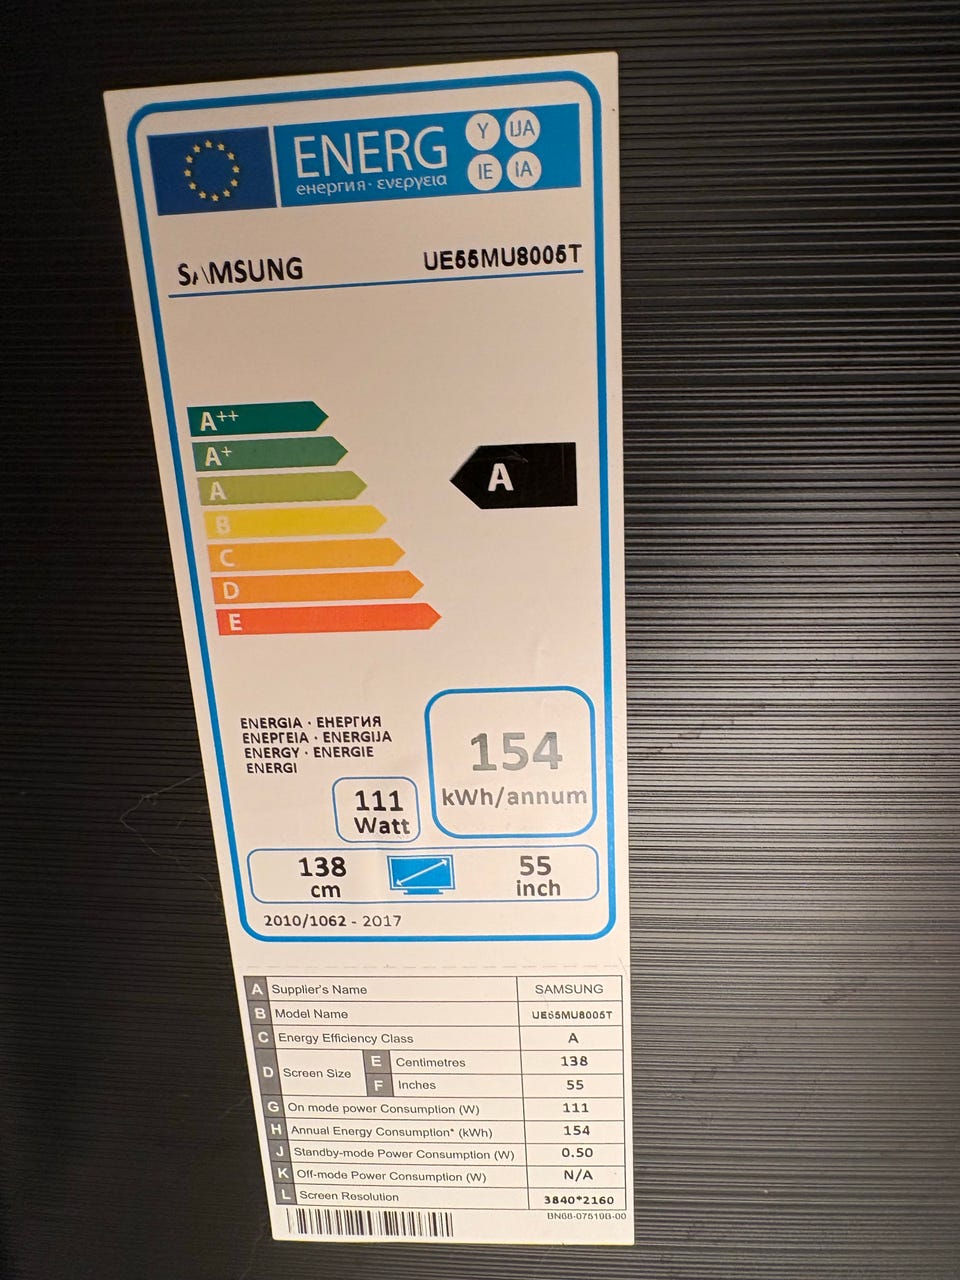 ENERG
енергия · ενεργεια
Y
IJA
IE
IA
SAMSUNG
UE55MU8005T
A++
A+
A
B
C
D
E
A
ENERGIA · ЕНЕРГИЯ
ΕΝΕΡΓΕΙΑ · ENERGIJA
ENERGY · ENERGIE
ENERGI
154
kWh/annum
111
Watt
138
cm
55
inch
2010/1062 - 2017
A Supplier's Name SAMSUNG
B Model Name UE55MU8005T
C Energy Efficiency Class A
D Screen Size E Centimetres 138
F Inches 55
G On mode power Consumption (W) 111
H Annual Energy Consumption* (kWh) 154
J Standby-mode Power Consumption (W) 0.50
K Off-mode Power Consumption (W) N/A
L Screen Resolution 3840*2160
BN68-07519B-00